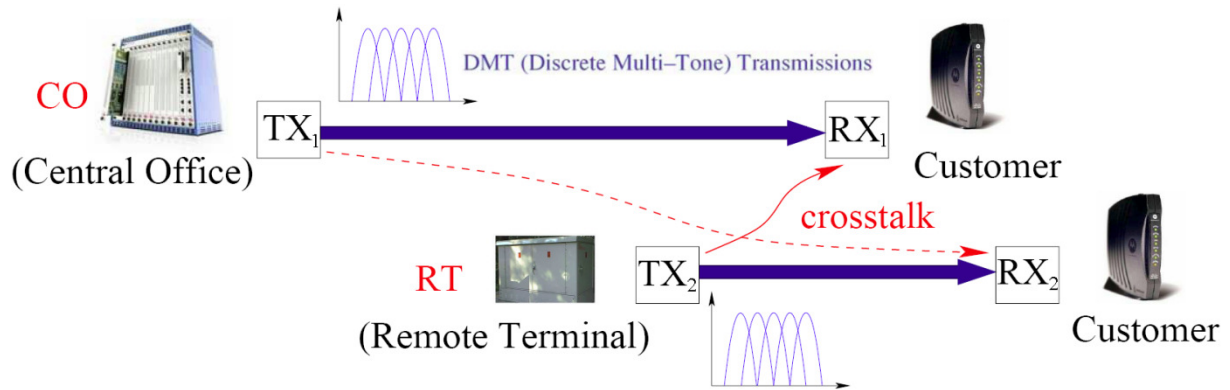 DMT (Discrete Multi–Tone) Transmissions
CO
TX1
RX1
(Central Office)
Customer
crosstalk
RT
TX2
RX2
(Remote Terminal)
Customer